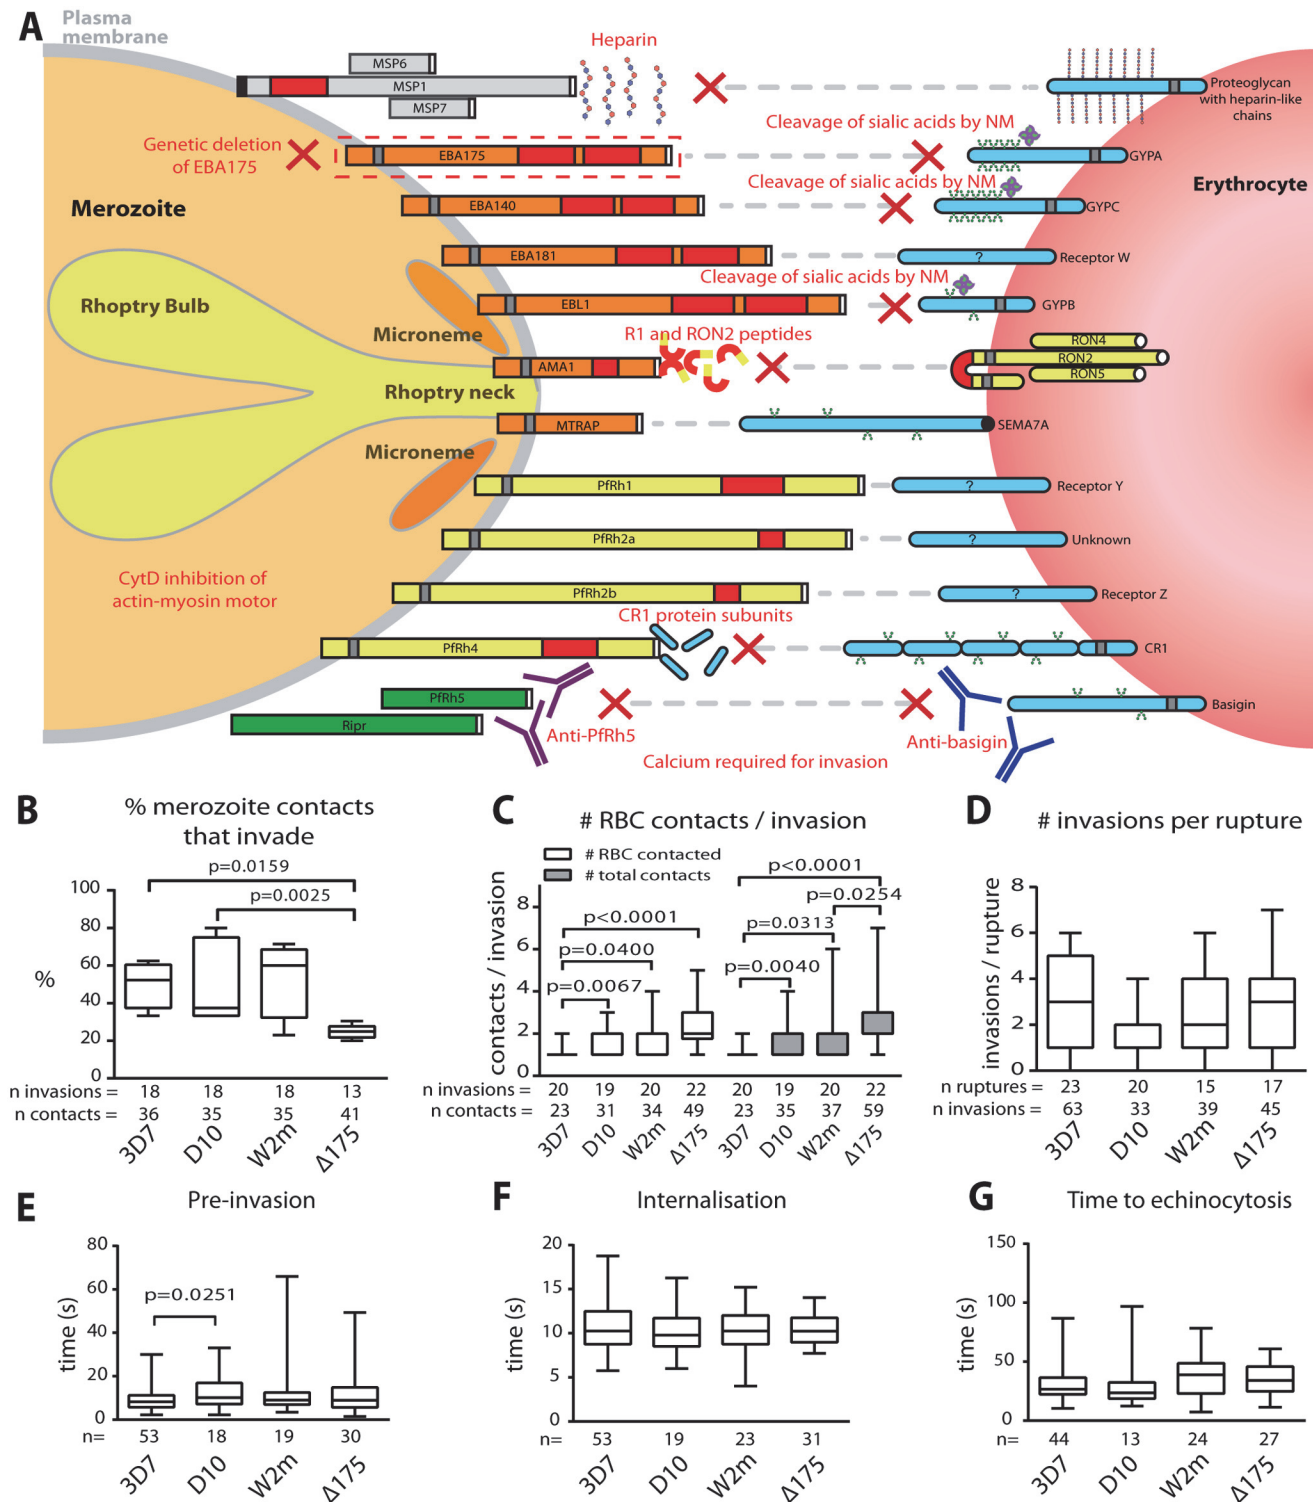 A
Plasma
membrane
MSP6
MSP1
MSP7
Heparin
Proteoglycan
with heparin-like
chains
Genetic deletion
of EBA175
EBA175
Cleavage of sialic acids by NM
GYPA
Merozoite
EBA140
Cleavage of sialic acids by NM
GYPC
Erythrocyte
EBA181
?
Receptor W
Cleavage of sialic acids by NM
Rhoptry Bulb
EBL1
GYPB
Microneme
R1 and RON2 peptides
AMA1
RON4
RON2
RON5
Rhoptry neck
MTRAP
SEMA7A
Microneme
PfRh1
?
Receptor Y
PfRh2a
?
Unknown
CytD inhibition of
actin-myosin motor
PfRh2b
?
Receptor Z
CR1 protein subunits
PfRh4
CR1
PfRh5
Ripr
Anti-PfRh5
Anti-basigin
Basigin
Calcium required for invasion
B
% merozoite contacts
that invade
p=0.0159
p=0.0025
100
80
60
40
20
0
%
n invasions = 18 18 18 13
n contacts = 36 35 35 41
3D7 D10 W2m Δ175
C
# RBC contacts / invasion
# RBC contacted
# total contacts
p<0.0001
p=0.0254
p<0.0001
p=0.0313
p=0.0400
p=0.0040
p=0.0067
8
6
4
2
0
contacts / invasion
n invasions = 20 19 20 22 20 19 20 22
n contacts = 23 31 34 49 23 35 37 59
3D7 D10 W2m Δ175 3D7 D10 W2m Δ175
D
# invasions per rupture
8
6
4
2
0
invasions / rupture
n ruptures = 23 20 15 17
n invasions = 63 33 39 45
3D7 D10 W2m Δ175
E
Pre-invasion
80
60
40
20
0
time (s)
p=0.0251
n= 53 18 19 30
3D7 D10 W2m Δ175
F
Internalisation
20
15
10
5
0
time (s)
53 19 23 31
3D7 D10 W2m Δ175
G
Time to echinocytosis
150
100
50
0
time (s)
n= 44 13 24 27
3D7 D10 W2m Δ175